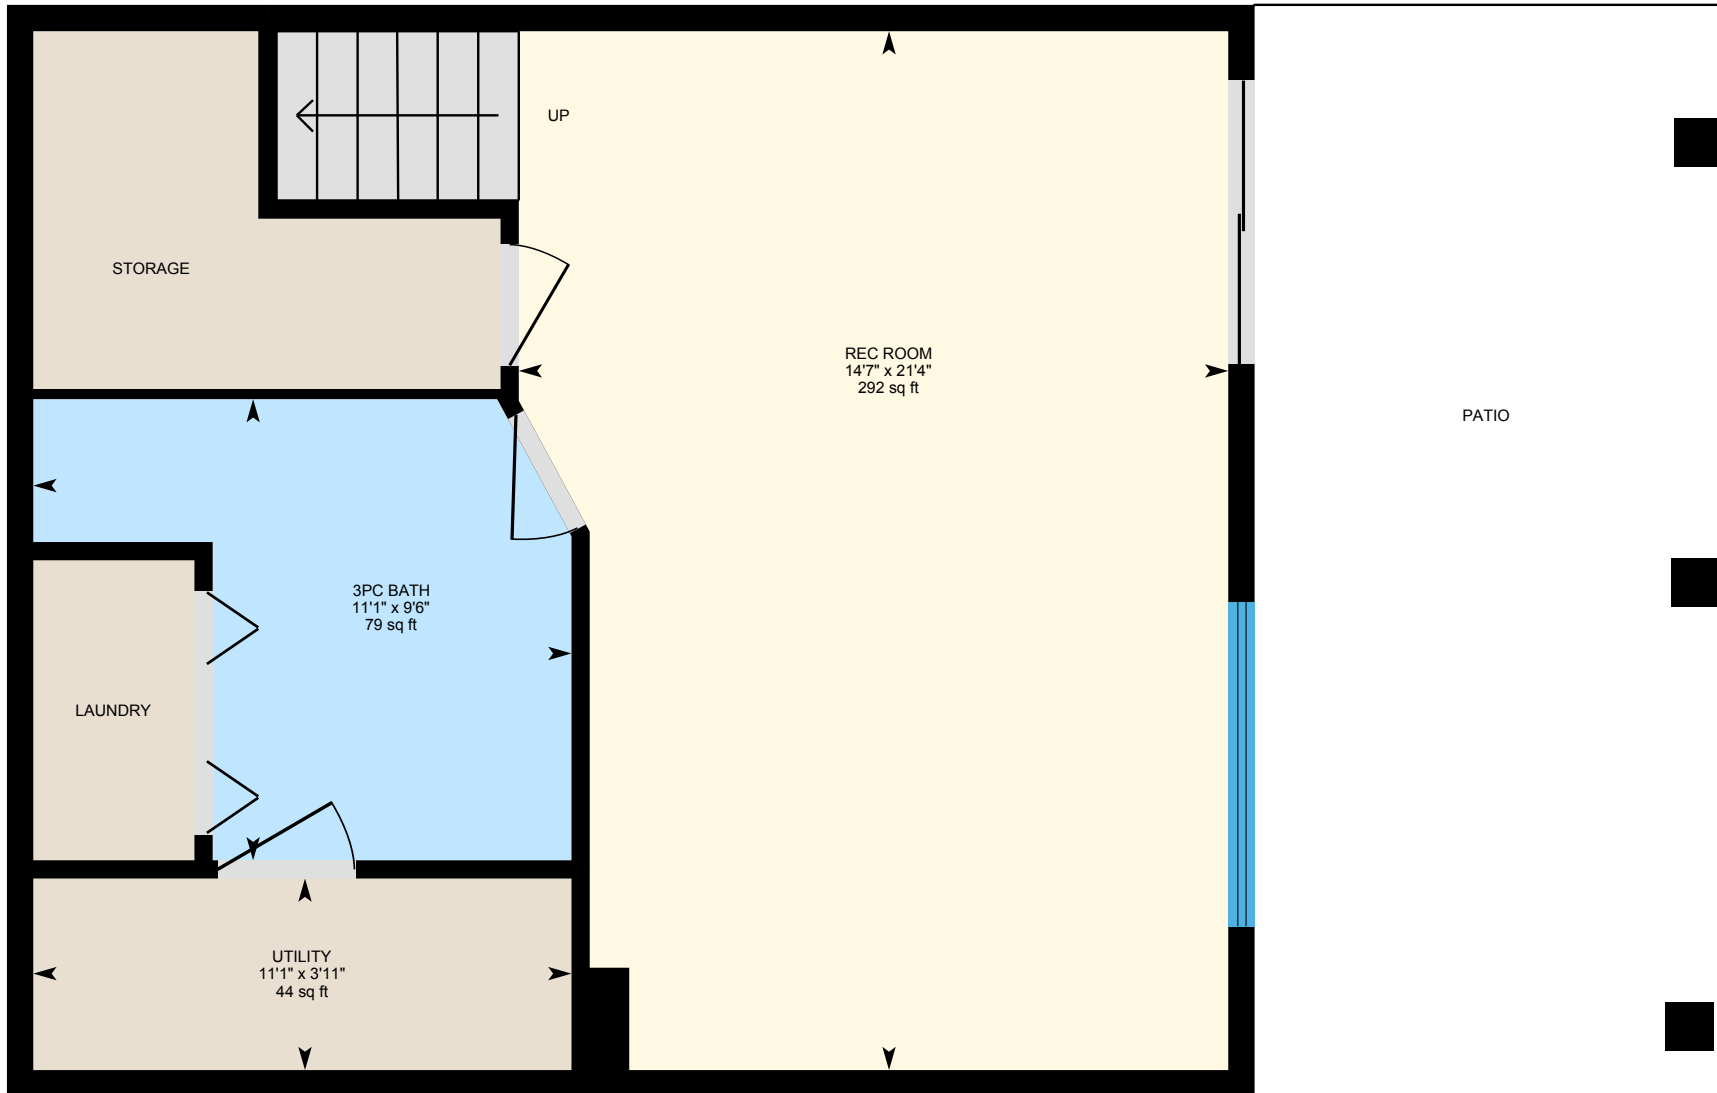 UP
STORAGE
REC ROOM
14'7" x 21'4"
292 sq ft
PATIO
3PC BATH
11'1" x 9'6"
79 sq ft
LAUNDRY
UTILITY
11'1" x 3'11"
44 sq ft